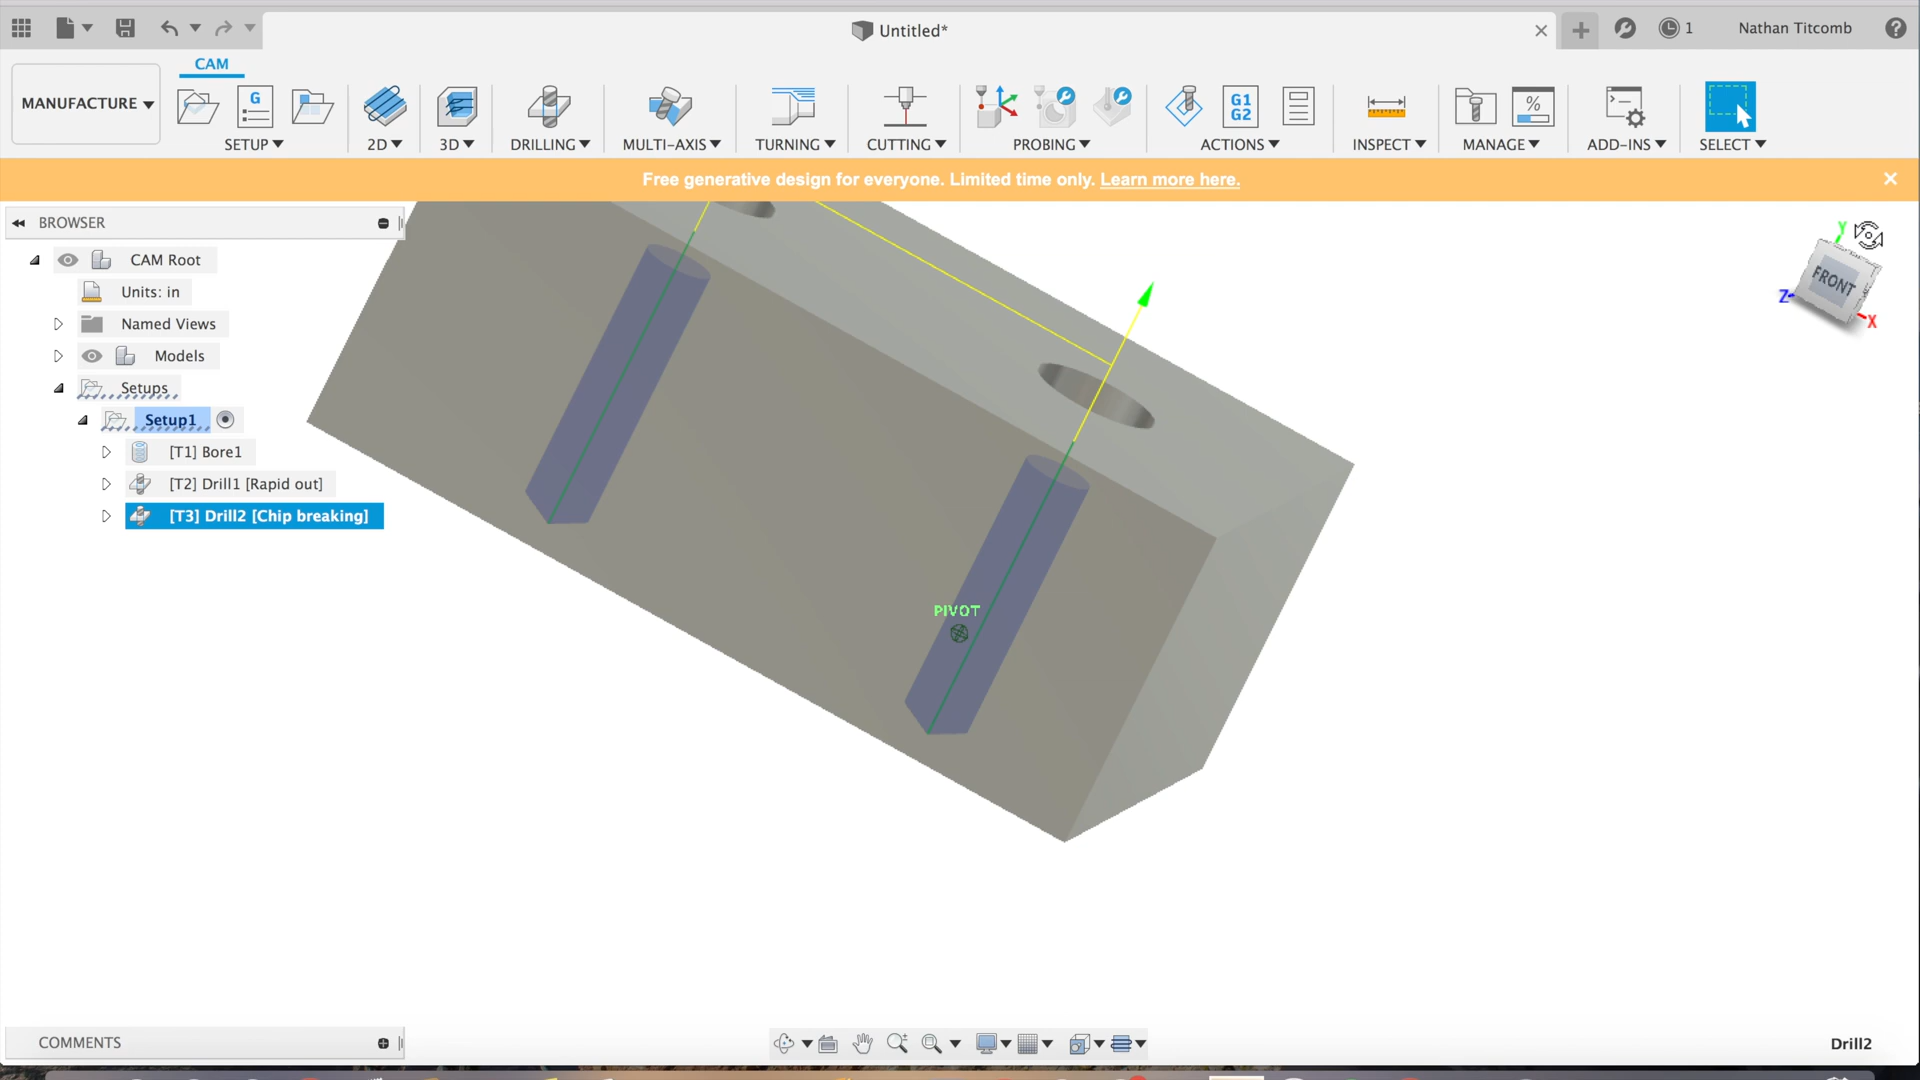 Untitled*
1
Nathan Titcomb
CAM
MANUFACTURE
G
G1
G2
%
SETUP
2D
3D
DRILLING
MULTI-AXIS
TURNING
CUTTING
PROBING
ACTIONS
INSPECT
MANAGE
ADD-INS
SELECT
Free generative design for everyone. Limited time only. Learn more here.
BROWSER
CAM Root
Units: in
Named Views
Models
Setups
Setup1
[T1] Bore1
[T2] Drill1 [Rapid out]
[T3] Drill2 [Chip breaking]
PIVOT
Y
FRONT
Z
X
COMMENTS
Drill2